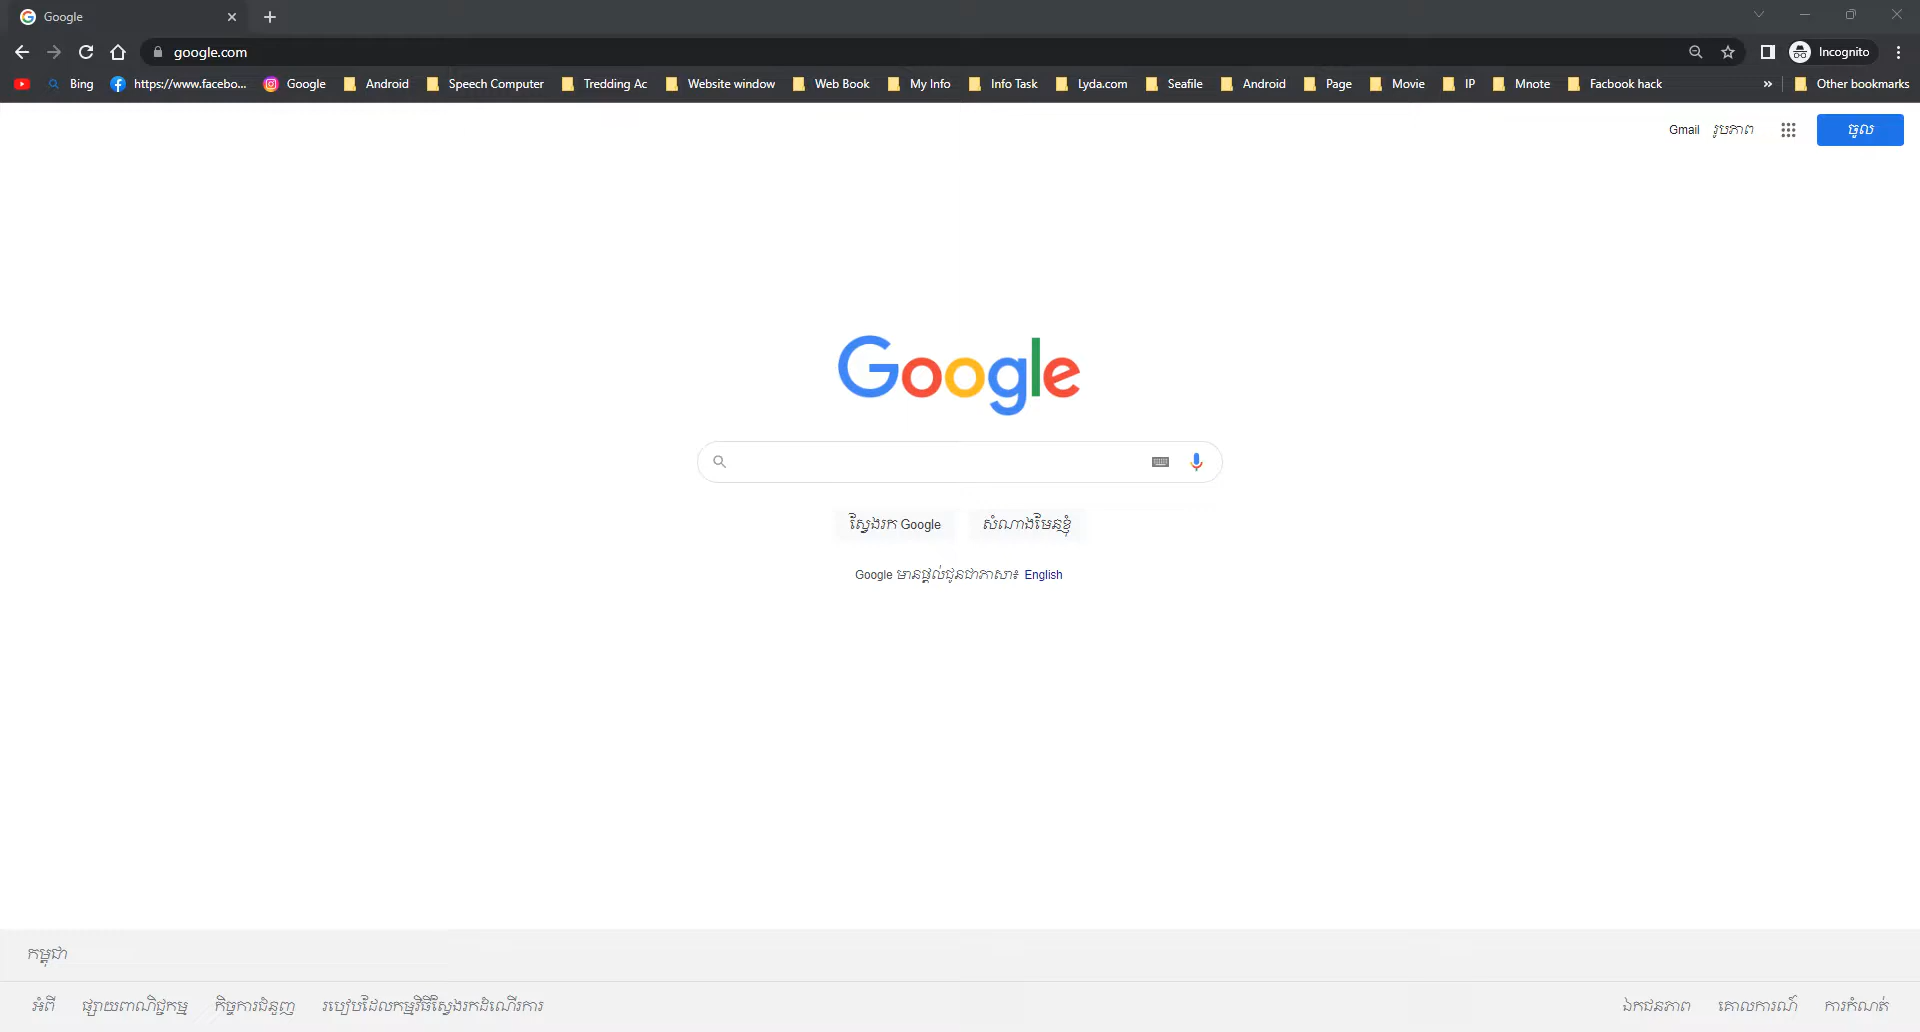 Google
google.com
Incognito
Bing https://www.facebo... Google Android Speech Computer Tredding Ac Website window Web Book My Info Info Task Lyda.com Seafile Android Page Movie IP Mnote Facbook hack » Other bookmarks
Gmail រូបភាព ចូល
Google
ស្វែងរក Google សំណាងមែនខ្ញុំ
Google មានផ្តល់ជូនជាភាសា៖ English
កម្ពុជា
អំពី ផ្សាយពាណិជ្ជកម្ម កិច្ចការជំនួញ របៀបដែលកម្មវិធីស្វែងរកដំណើរការ ឯកជនភាព គោលការណ៍ ការកំណត់